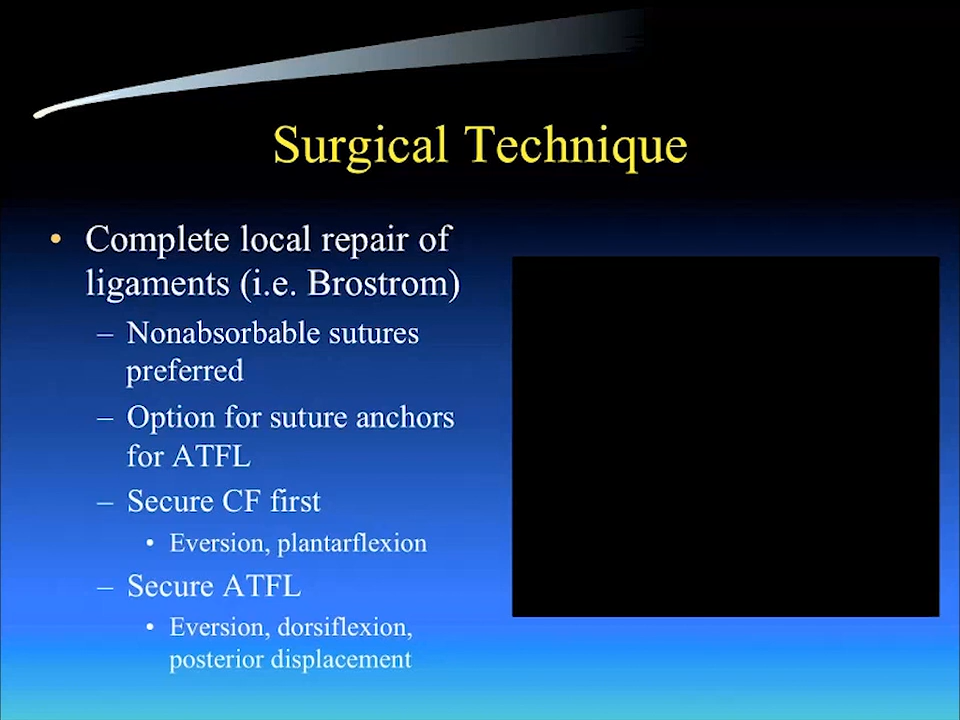 Surgical Technique
• Complete local repair of
ligaments (i.e. Brostrom)
– Nonabsorbable sutures
preferred
– Option for suture anchors
for ATFL
– Secure CF first
• Eversion, plantarflexion
– Secure ATFL
• Eversion, dorsiflexion,
posterior displacement